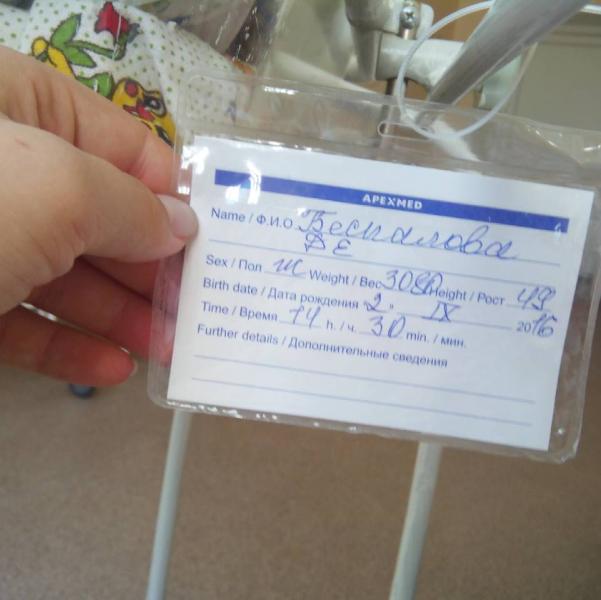 APEXMED
Name / Ф.И.О. Беспалова
Д Е
Sex / Пол ж Weight / Вес 3080 Height / Рост 49
Birth date / Дата рождения 2. IX 2016
Time / Время 14 h. / ч. 30 min. / мин.
Further details / Дополнительные сведения